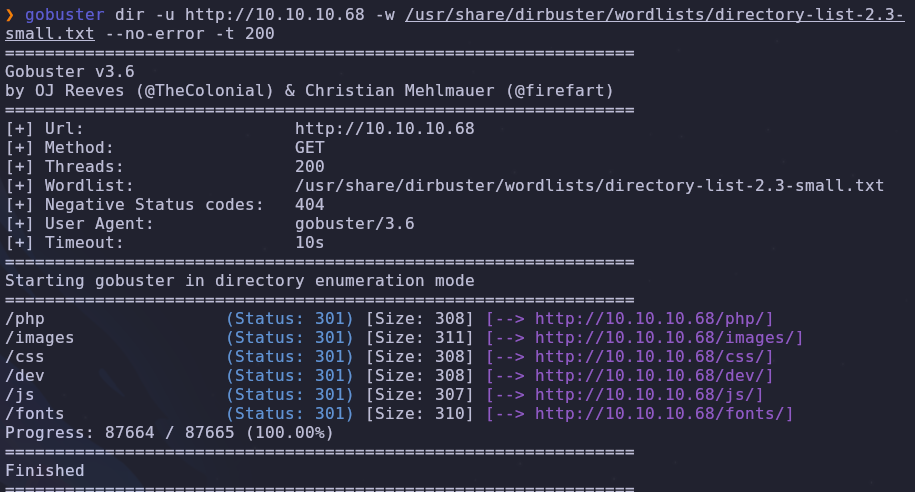 ❯ gobuster dir -u http://10.10.10.68 -w /usr/share/dirbuster/wordlists/directory-list-2.3-
small.txt --no-error -t 200
===============================================================
Gobuster v3.6
by OJ Reeves (@TheColonial) & Christian Mehlmauer (@firefart)
===============================================================
[+] Url:                     http://10.10.10.68
[+] Method:                  GET
[+] Threads:                 200
[+] Wordlist:                /usr/share/dirbuster/wordlists/directory-list-2.3-small.txt
[+] Negative Status codes:   404
[+] User Agent:              gobuster/3.6
[+] Timeout:                 10s
===============================================================
Starting gobuster in directory enumeration mode
===============================================================
/php                  (Status: 301) [Size: 308] [--> http://10.10.10.68/php/]
/images               (Status: 301) [Size: 311] [--> http://10.10.10.68/images/]
/css                  (Status: 301) [Size: 308] [--> http://10.10.10.68/css/]
/dev                  (Status: 301) [Size: 308] [--> http://10.10.10.68/dev/]
/js                   (Status: 301) [Size: 307] [--> http://10.10.10.68/js/]
/fonts                (Status: 301) [Size: 310] [--> http://10.10.10.68/fonts/]
Progress: 87664 / 87665 (100.00%)
===============================================================
Finished
===============================================================